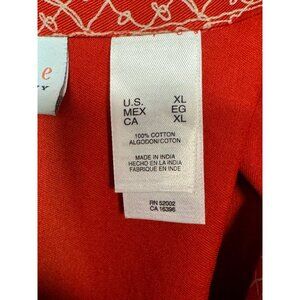 U.S. XL
MEX EG
CA XL
100% COTTON
ALGODON/COTON
MADE IN INDIA
HECHO EN LA INDIA
FABRIQUE EN INDE
RN 52002
CA 16396